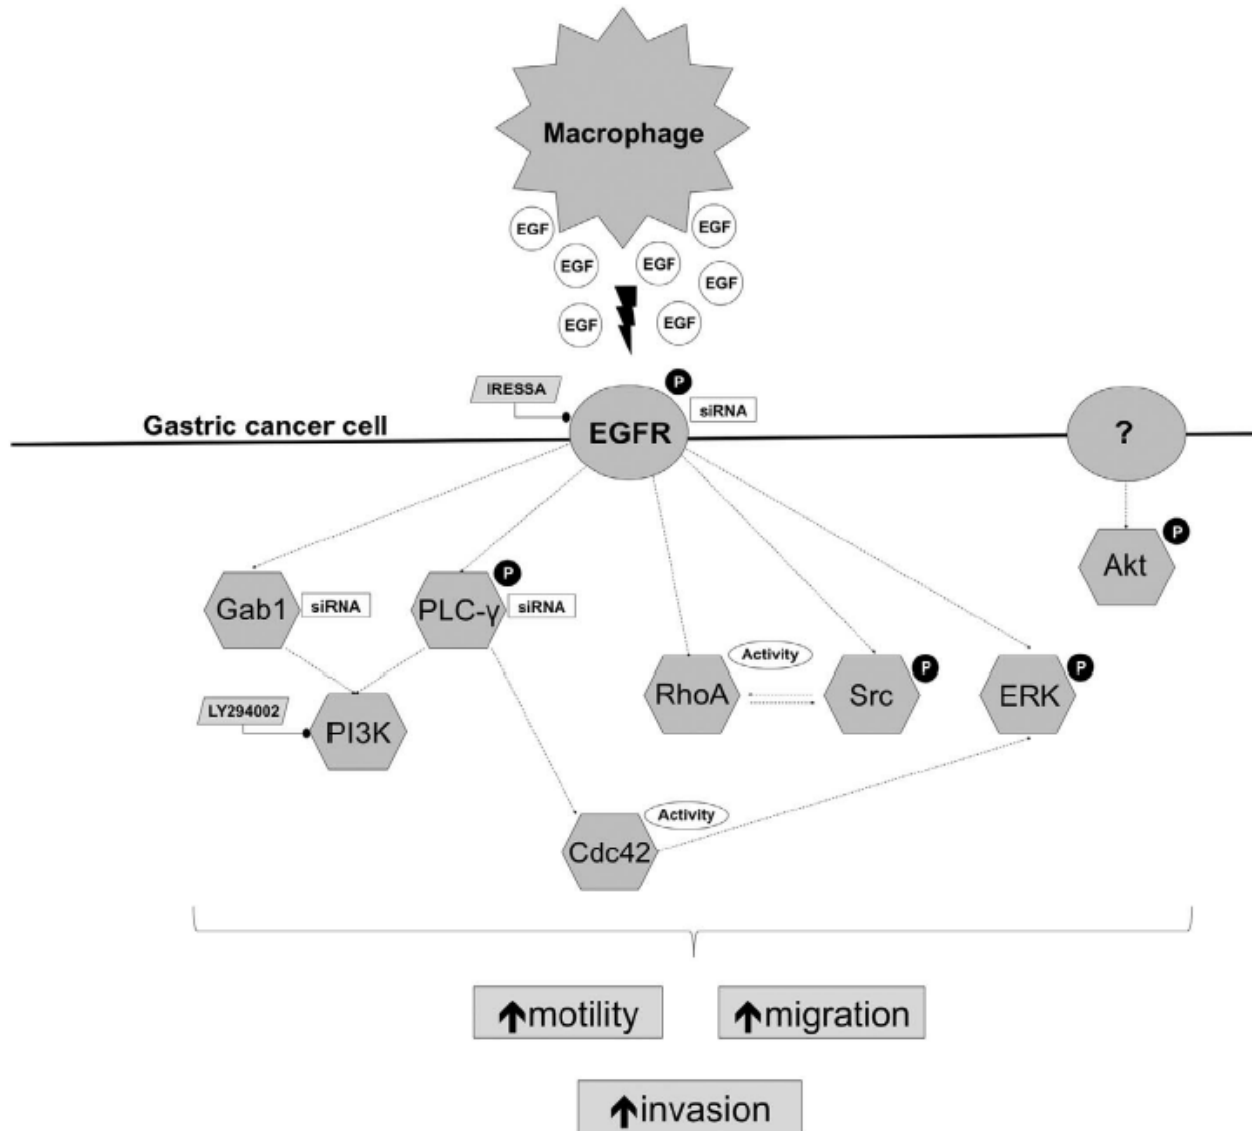 Macrophage
EGF
EGF
EGF
EGF
EGF
EGF
EGF
IRESSA
P
siRNA
Gastric cancer cell
EGFR
?
P
Akt
P
Gab1
siRNA
PLC-γ
siRNA
Activity
P
P
RhoA
Src
ERK
LY294002
PI3K
Activity
Cdc42
↑motility
↑migration
↑invasion